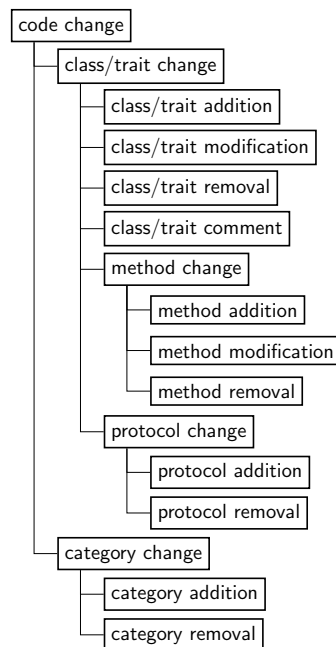 code change
class/trait change
class/trait addition
class/trait modification
class/trait removal
class/trait comment
method change
method addition
method modification
method removal
protocol change
protocol addition
protocol removal
category change
category addition
category removal